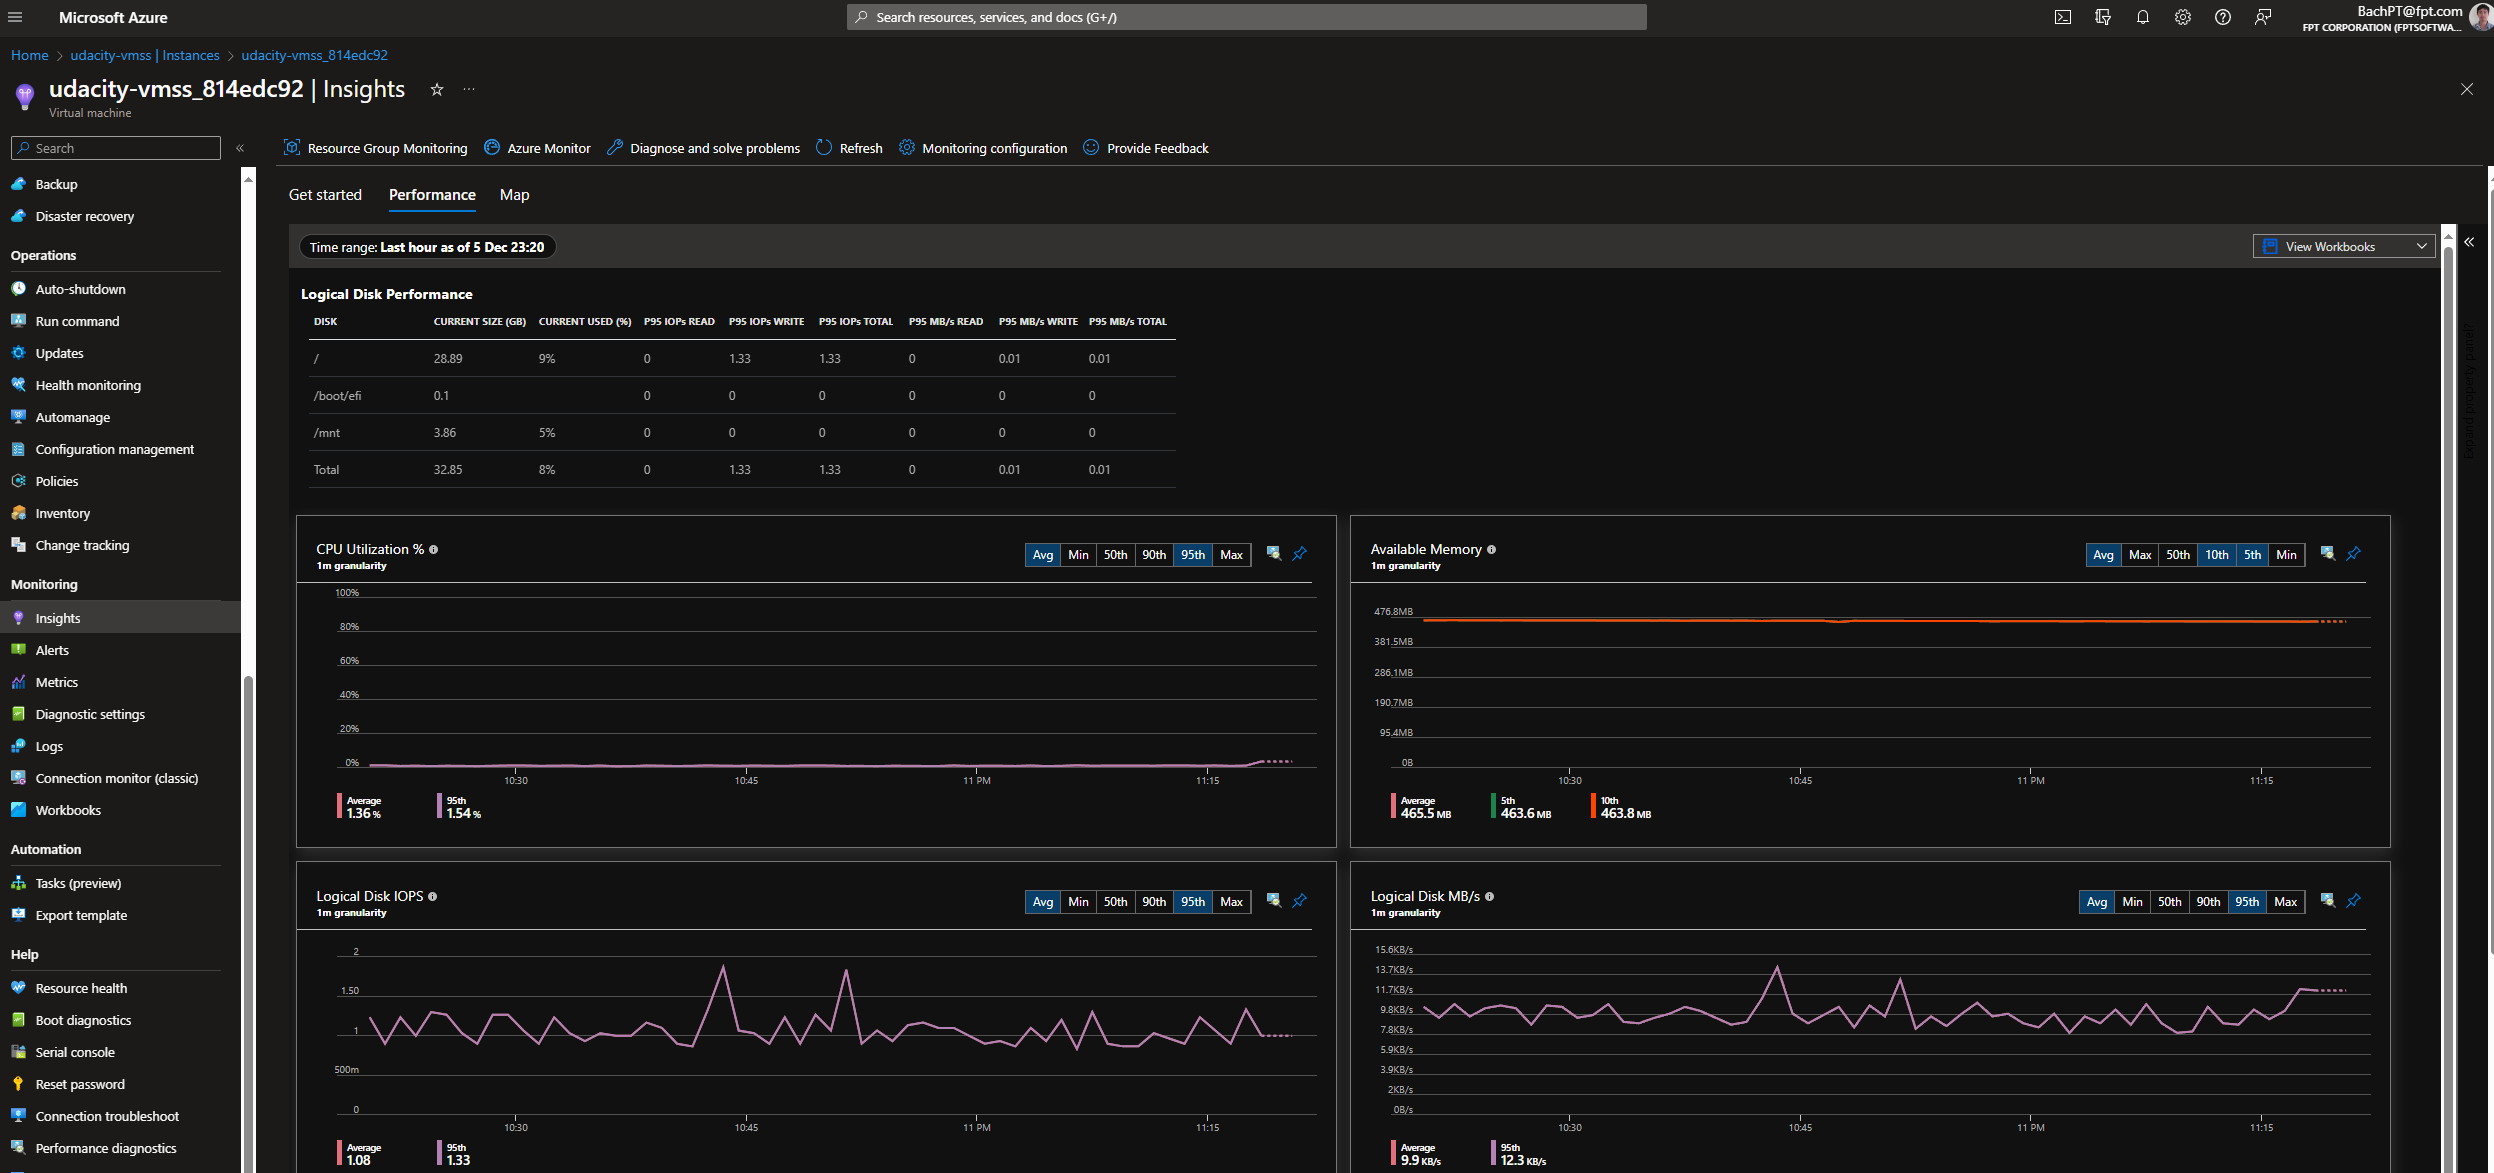 Microsoft Azure
Search resources, services, and docs (G+/)
BachPT@fpt.com
FPT CORPORATION (FPTSOFTWA...
Home > udacity-vmss | Instances > udacity-vmss_814edc92
udacity-vmss_814edc92 | Insights
Virtual machine
Search
Backup
Disaster recovery
Operations
Auto-shutdown
Run command
Updates
Health monitoring
Automanage
Configuration management
Policies
Inventory
Change tracking
Monitoring
Insights
Alerts
Metrics
Diagnostic settings
Logs
Connection monitor (classic)
Workbooks
Automation
Tasks (preview)
Export template
Help
Resource health
Boot diagnostics
Serial console
Reset password
Connection troubleshoot
Performance diagnostics
Resource Group Monitoring Azure Monitor Diagnose and solve problems Refresh Monitoring configuration Provide Feedback
Get started Performance Map
Time range: Last hour as of 5 Dec 23:20
View Workbooks
Expand property panel?
Logical Disk Performance
DISK CURRENT SIZE (GB) CURRENT USED (%) P95 IOPs READ P95 IOPs WRITE P95 IOPs TOTAL P95 MB/s READ P95 MB/s WRITE P95 MB/s TOTAL
/ 28.89 9% 0 1.33 1.33 0 0.01 0.01
/boot/efi 0.1 0 0 0 0 0 0
/mnt 3.86 5% 0 0 0 0 0 0
Total 32.85 8% 0 1.33 1.33 0 0.01 0.01
CPU Utilization %
1m granularity
Avg Min 50th 90th 95th Max
100%
80%
60%
40%
20%
0%
10:30 10:45 11 PM 11:15
Average
1.36 %
95th
1.54 %
Available Memory
1m granularity
Avg Max 50th 10th 5th Min
476.8MB
381.5MB
286.1MB
190.7MB
95.4MB
0B
10:30 10:45 11 PM 11:15
Average
465.5 MB
5th
463.6 MB
10th
463.8 MB
Logical Disk IOPS
1m granularity
Avg Min 50th 90th 95th Max
2
1.50
1
500m
0
10:30 10:45 11 PM 11:15
Average
1.08
95th
1.33
Logical Disk MB/s
1m granularity
Avg Min 50th 90th 95th Max
15.6KB/s
13.7KB/s
11.7KB/s
9.8KB/s
7.8KB/s
5.9KB/s
3.9KB/s
2KB/s
0B/s
10:30 10:45 11 PM 11:15
Average
9.9 KB/s
95th
12.3 KB/s